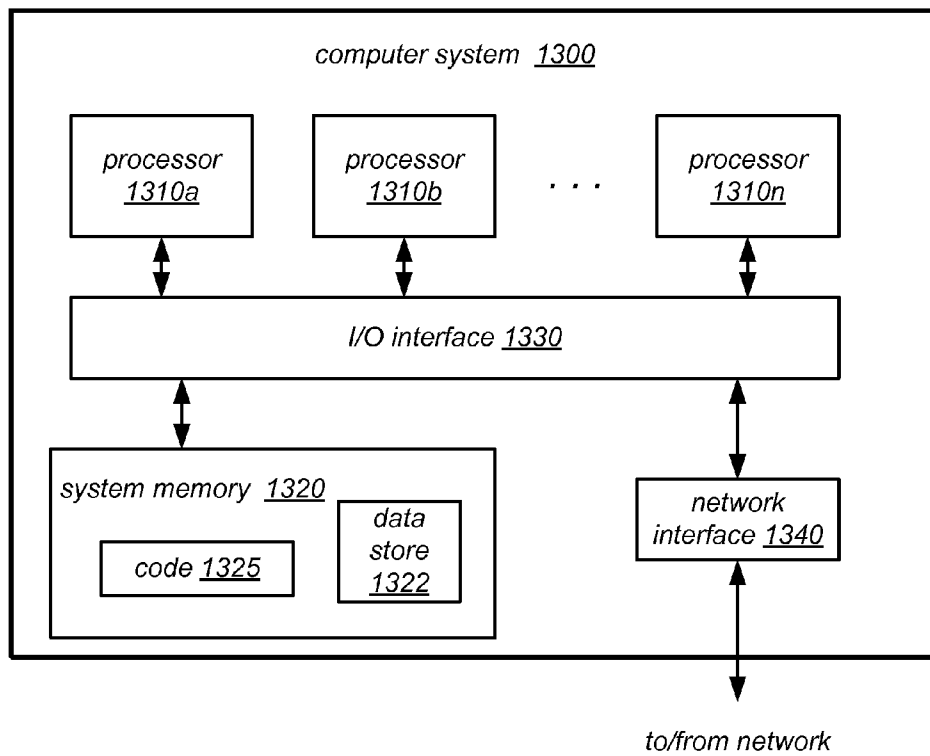 computer system 1300
processor
1310a
processor
1310b
. . .
processor
1310n
I/O interface 1330
system memory 1320
code 1325
data
store
1322
network
interface 1340
to/from network